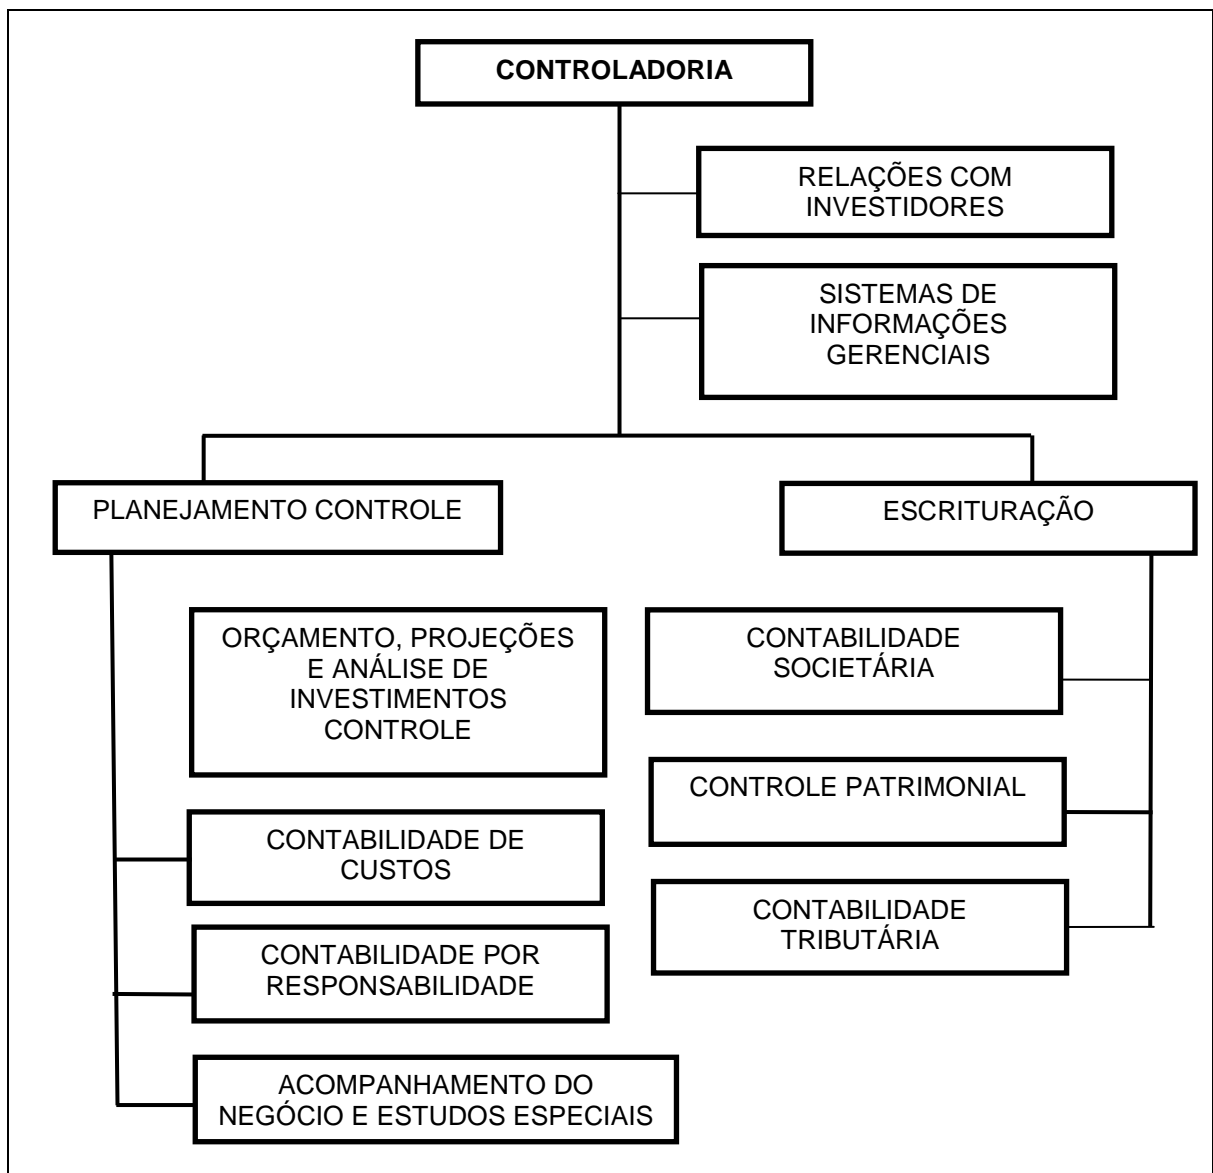 CONTROLADORIA
RELAÇÕES COM
INVESTIDORES
SISTEMAS DE
INFORMAÇÕES
GERENCIAIS
PLANEJAMENTO CONTROLE
ESCRITURAÇÃO
ORÇAMENTO, PROJEÇÕES
E ANÁLISE DE
INVESTIMENTOS
CONTROLE
CONTABILIDADE DE
CUSTOS
CONTABILIDADE POR
RESPONSABILIDADE
ACOMPANHAMENTO DO
NEGÓCIO E ESTUDOS ESPECIAIS
CONTABILIDADE
SOCIETÁRIA
CONTROLE PATRIMONIAL
CONTABILIDADE
TRIBUTÁRIA